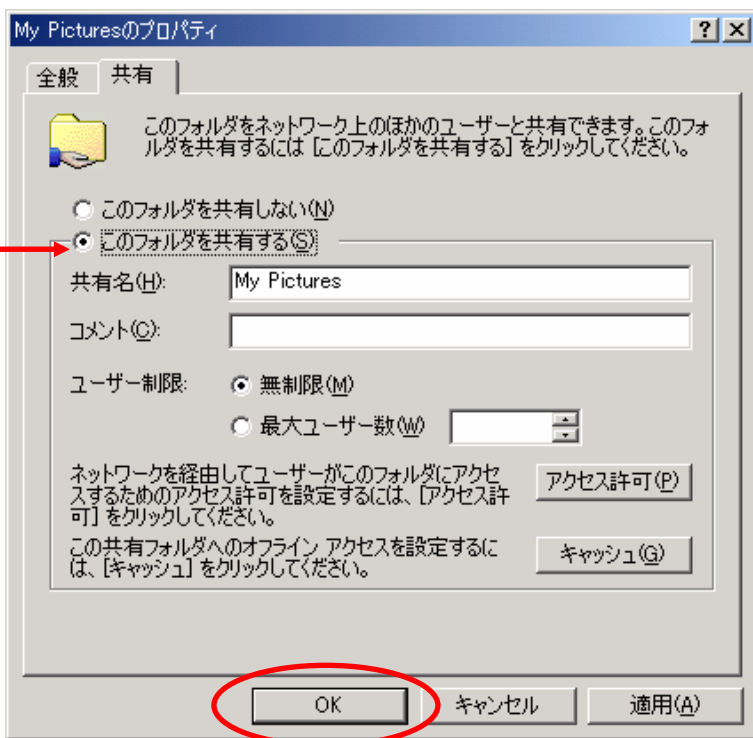 My Picturesのプロパティ
全般 共有
このフォルダをネットワーク上のほかのユーザーと共有できます。このフォ
ルダを共有するには [このフォルダを共有する] をクリックしてください。
このフォルダを共有しない(N)
このフォルダを共有する(S)
共有名(H): My Pictures
コメント(C):
ユーザー制限: 無制限(M)
最大ユーザー数(W)
ネットワークを経由してユーザーがこのフォルダにアクセ
スするためのアクセス許可を設定するには、[アクセス許
可] をクリックしてください。
アクセス許可(P)
この共有フォルダへのオフライン アクセスを設定するに
は、[キャッシュ] をクリックしてください。
キャッシュ(G)
OK キャンセル 適用(A)